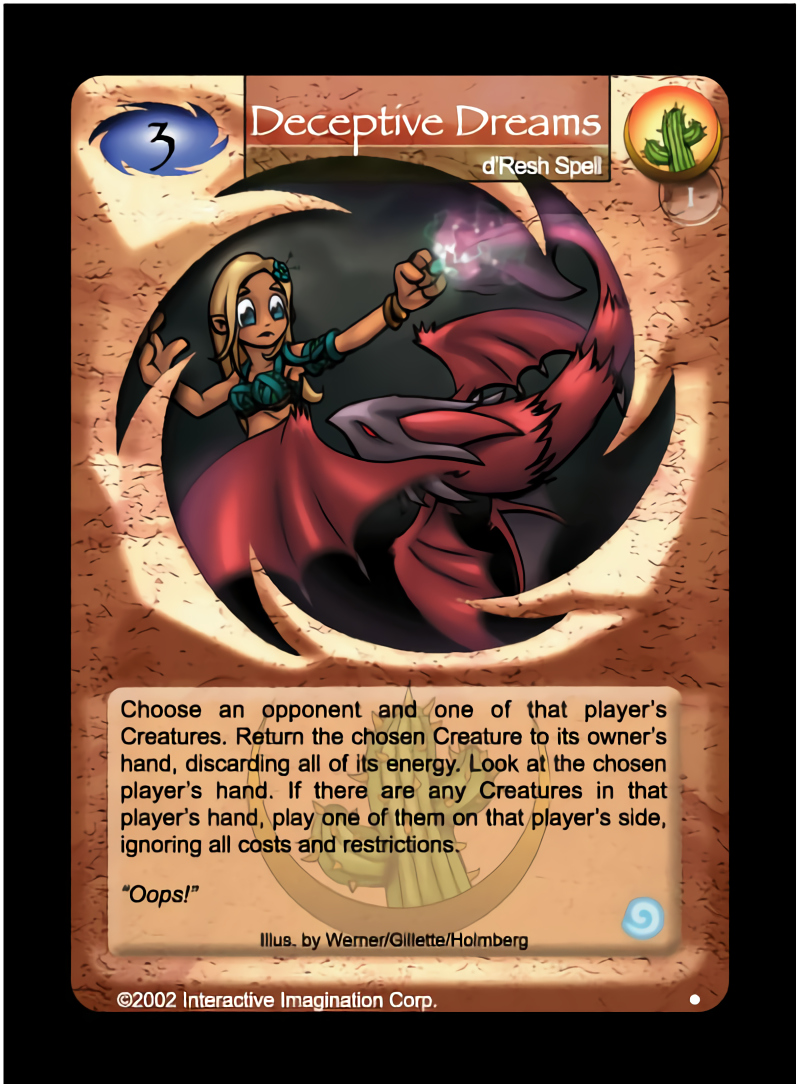 3
Deceptive Dreams
d'Resh Spell
I
Choose an opponent and one of that player's
Creatures. Return the chosen Creature to its owner's
hand, discarding all of its energy. Look at the chosen
player's hand. If there are any Creatures in that
player's hand, play one of them on that player's side,
ignoring all costs and restrictions.
"Oops!"
Illus. by Werner/Gillette/Holmberg
©2002 Interactive Imagination Corp.